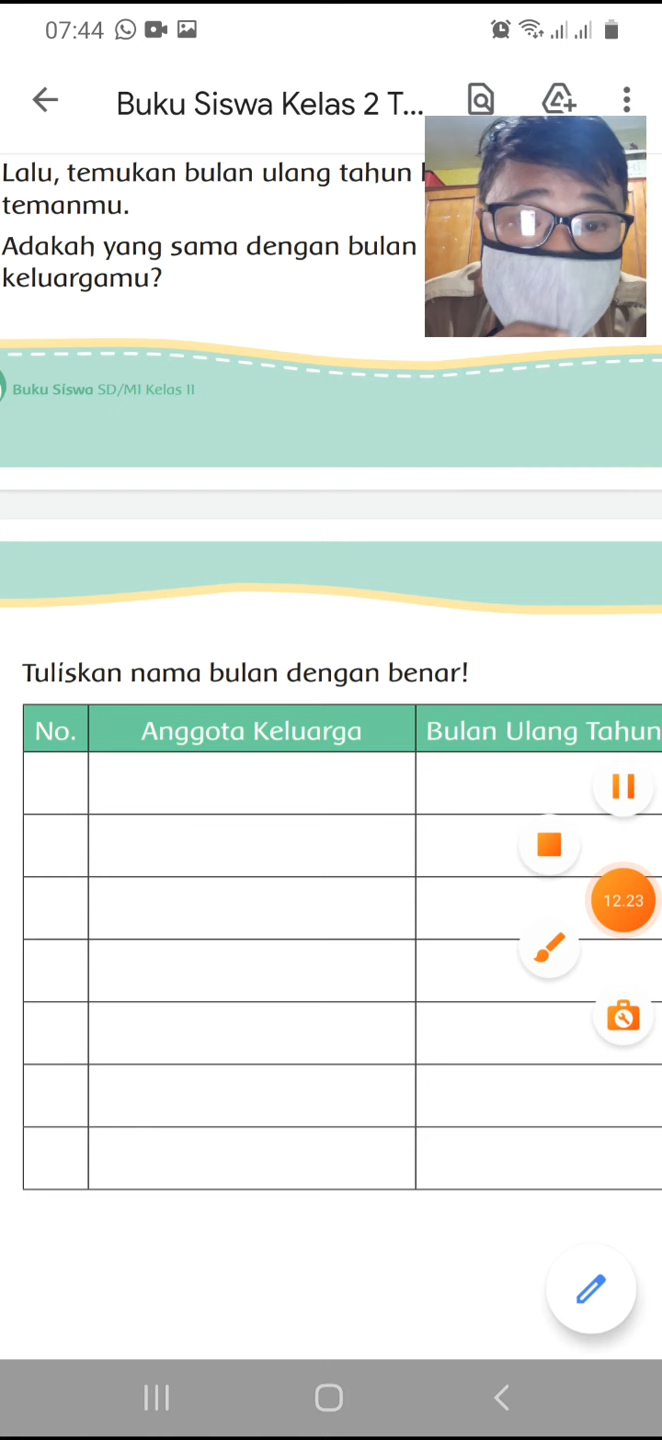 07:44
Buku Siswa Kelas 2 T...
Lalu, temukan bulan ulang tahun
temanmu.
Adakah yang sama dengan bulan
keluargamu?
Buku Siswa SD/MI Kelas II
Tuliskan nama bulan dengan benar!
No. Anggota Keluarga Bulan Ulang Tahun
12.23